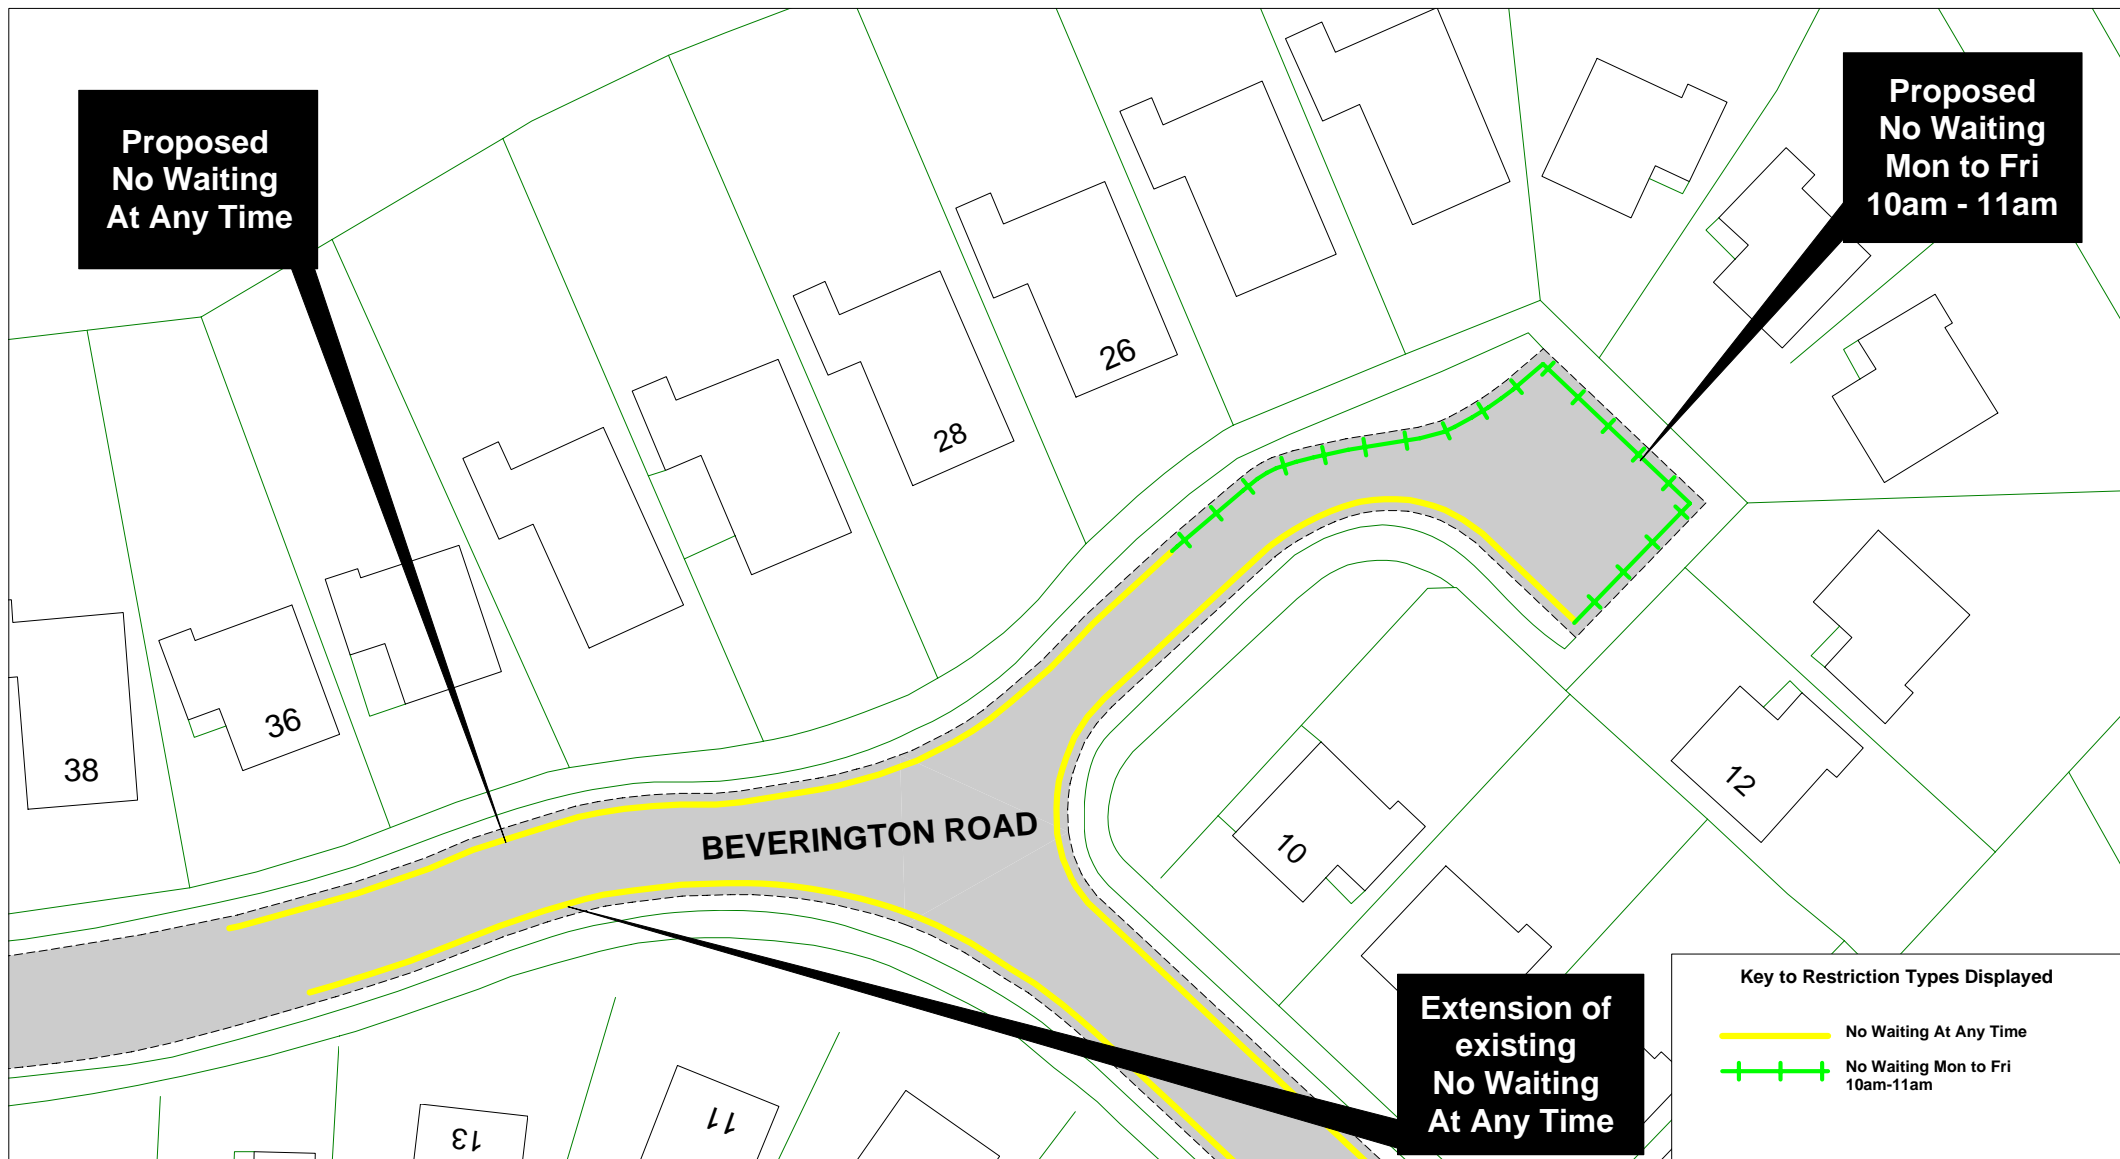 Proposed
No Waiting
At Any Time
Proposed
No Waiting
Mon to Fri
10am - 11am
26
28
36
38
BEVERINGTON ROAD
10
12
13
11
Extension of
existing
No Waiting
At Any Time
Key to Restriction Types Displayed
No Waiting At Any Time
No Waiting Mon to Fri
10am-11am